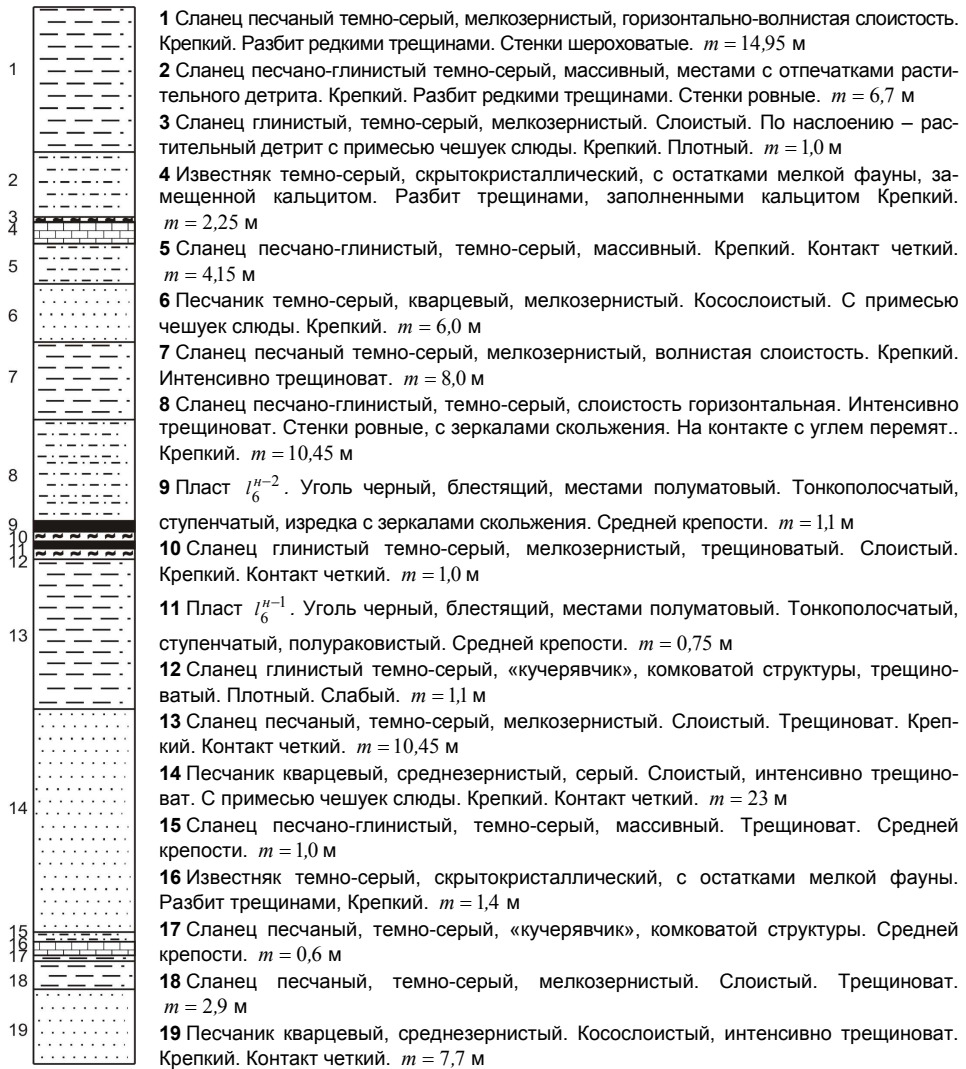 1 Сланец песчаный темно-серый, мелкозернистый, горизонтально-волнистая слоистость.
Крепкий. Разбит редкими трещинами. Стенки шероховатые. m = 14,95 м
2 Сланец песчано-глинистый темно-серый, массивный, местами с отпечатками расти-
тельного детрита. Крепкий. Разбит редкими трещинами. Стенки ровные. m = 6,7 м
3 Сланец глинистый, темно-серый, мелкозернистый. Слоистый. По наслоению – рас-
тительный детрит с примесью чешуек слюды. Крепкий. Плотный. m = 1,0 м
4 Известняк темно-серый, скрытокристаллический, с остатками мелкой фауны, за-
мещенной кальцитом. Разбит трещинами, заполненными кальцитом Крепкий.
m = 2,25 м
5 Сланец песчано-глинистый, темно-серый, массивный. Крепкий. Контакт четкий.
m = 4,15 м
6 Песчаник темно-серый, кварцевый, мелкозернистый. Косослоистый. С примесью
чешуек слюды. Крепкий. m = 6,0 м
7 Сланец песчаный темно-серый, мелкозернистый, волнистая слоистость. Крепкий.
Интенсивно трещиноват. m = 8,0 м
8 Сланец песчано-глинистый, темно-серый, слоистость горизонтальная. Интенсивно
трещиноват. Стенки ровные, с зеркалами скольжения. На контакте с углем перемят..
Крепкий. m = 10,45 м
9 Пласт l₆ⁿ⁻². Уголь черный, блестящий, местами полуматовый. Тонкополосчатый,
ступенчатый, изредка с зеркалами скольжения. Средней крепости. m = 1,1 м
10 Сланец глинистый темно-серый, мелкозернистый, трещиноватый. Слоистый.
Крепкий. Контакт четкий. m = 1,0 м
11 Пласт l₆ⁿ⁻¹. Уголь черный, блестящий, местами полуматовый. Тонкополосчатый,
ступенчатый, полураковистый. Средней крепости. m = 0,75 м
12 Сланец глинистый темно-серый, «кучерявчик», комковатой структуры, трещино-
ватый. Плотный. Слабый. m = 1,1 м
13 Сланец песчаный, темно-серый, мелкозернистый. Слоистый. Трещиноват. Креп-
кий. Контакт четкий. m = 10,45 м
14 Песчаник кварцевый, среднезернистый, серый. Слоистый, интенсивно трещино-
ват. С примесью чешуек слюды. Крепкий. Контакт четкий. m = 23 м
15 Сланец песчано-глинистый, темно-серый, массивный. Трещиноват. Средней
крепости. m = 1,0 м
16 Известняк темно-серый, скрытокристаллический, с остатками мелкой фауны.
Разбит трещинами, Крепкий. m = 1,4 м
17 Сланец песчаный, темно-серый, «кучерявчик», комковатой структуры. Средней
крепости. m = 0,6 м
18 Сланец песчаный, темно-серый, мелкозернистый. Слоистый. Трещиноват.
m = 2,9 м
19 Песчаник кварцевый, среднезернистый. Косослоистый, интенсивно трещиноват.
Крепкий. Контакт четкий. m = 7,7 м
1
2
3
4
5
6
7
8
9
10
11
12
13
14
15
16
17
18
19